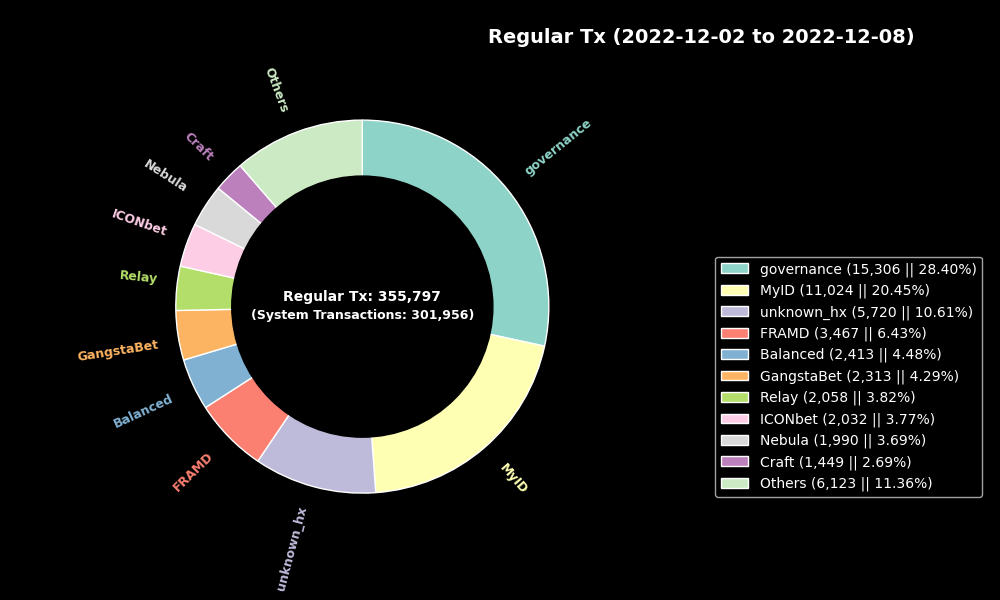 Regular Tx (2022-12-02 to 2022-12-08)
Others
governance
Craft
Nebula
ICONbet
Relay
GangstaBet
Balanced
FRAMD
unknown_hx
MyID
Regular Tx: 355,797
(System Transactions: 301,956)
governance (15,306 || 28.40%)
MyID (11,024 || 20.45%)
unknown_hx (5,720 || 10.61%)
FRAMD (3,467 || 6.43%)
Balanced (2,413 || 4.48%)
GangstaBet (2,313 || 4.29%)
Relay (2,058 || 3.82%)
ICONbet (2,032 || 3.77%)
Nebula (1,990 || 3.69%)
Craft (1,449 || 2.69%)
Others (6,123 || 11.36%)